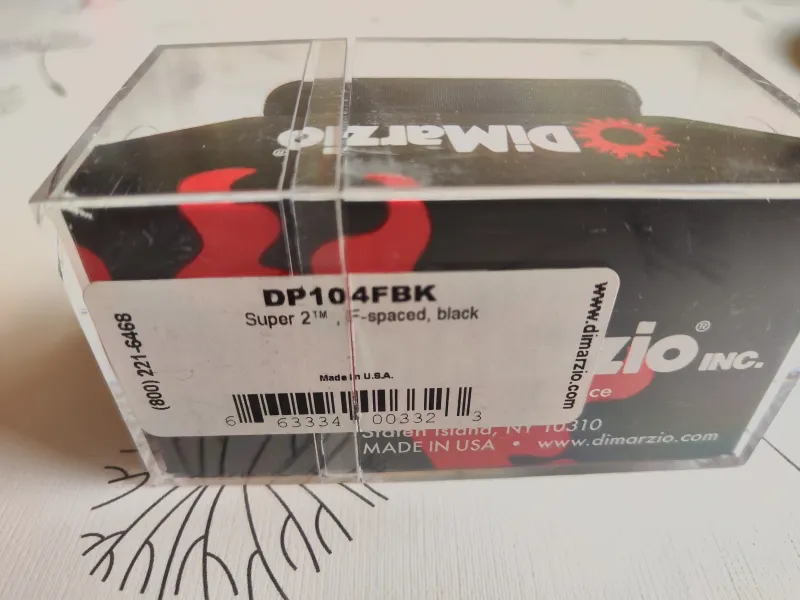 DiMarzio®
DP104FBK
Super 2™ , F-spaced, black
(800) 221-6468
www.dimarzio.com
Made in U.S.A.
6 63334 00332 3
zio® INC.
ce
Staten Island, NY 10310
MADE IN USA • www.dimarzio.com